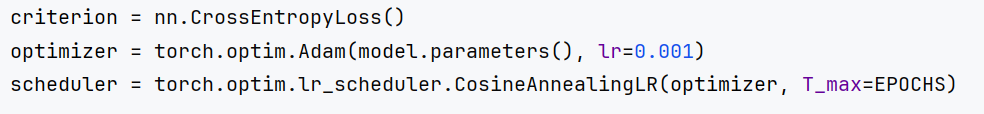 criterion = nn.CrossEntropyLoss()
optimizer = torch.optim.Adam(model.parameters(), lr=0.001)
scheduler = torch.optim.lr_scheduler.CosineAnnealingLR(optimizer, T_max=EPOCHS)